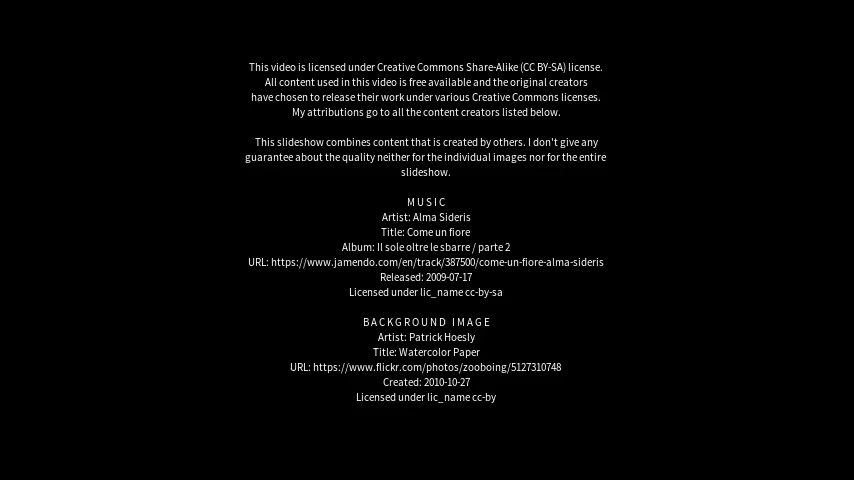 This video is licensed under Creative Commons Share-Alike (CC BY-SA) license.
All content used in this video is free available and the original creators
have chosen to release their work under various Creative Commons licenses.
My attributions go to all the content creators listed below.
This slideshow combines content that is created by others. I don't give any
guarantee about the quality neither for the individual images nor for the entire
slideshow.
MUSIC
Artist: Alma Sideris
Title: Come un fiore
Album: Il sole oltre le sbarre / parte 2
URL: https://www.jamendo.com/en/track/387500/come-un-fiore-alma-sideris
Released: 2009-07-17
Licensed under lic_name cc-by-sa
BACKGROUND IMAGE
Artist: Patrick Hoesly
Title: Watercolor Paper
URL: https://www.flickr.com/photos/zooboing/5127310748
Created: 2010-10-27
Licensed under lic_name cc-by